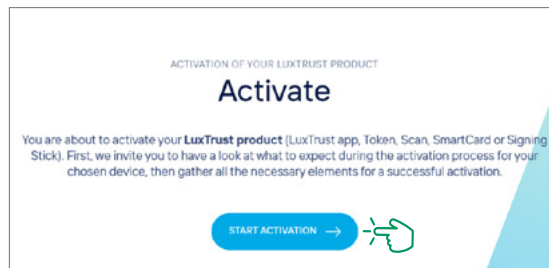 ACTIVATION OF YOUR LUXTRUST PRODUCT
Activate
You are about to activate your LuxTrust product (LuxTrust app, Token, Scan, SmartCard or Signing
Stick). First, we invite you to have a look at what to expect during the activation process for your
chosen device, then gather all the necessary elements for a successful activation.
START ACTIVATION